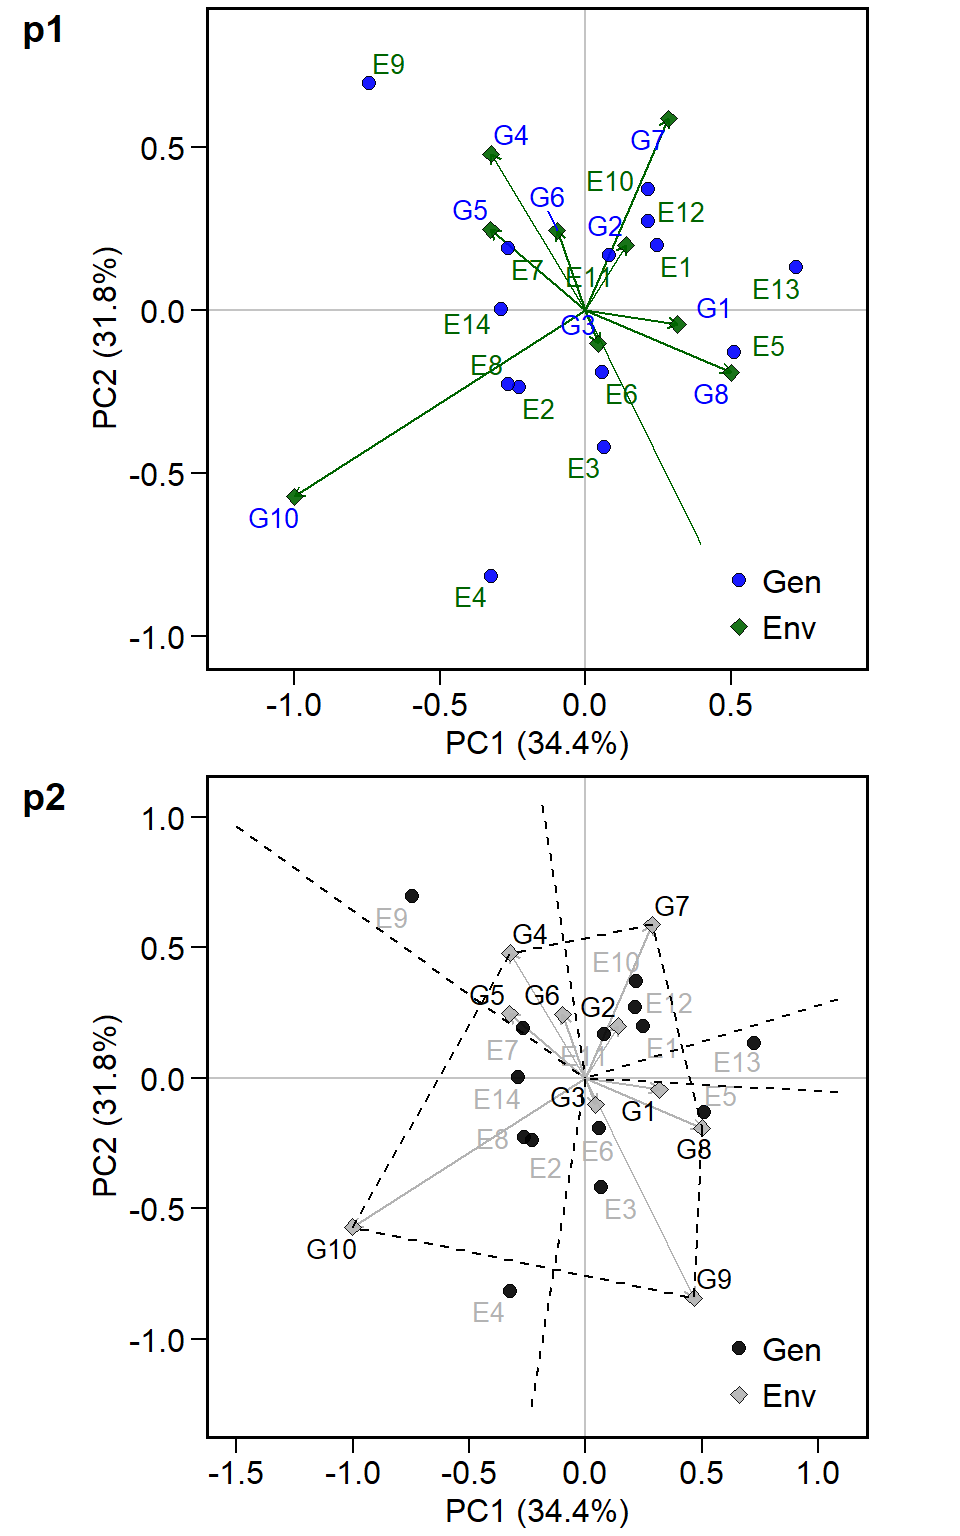 p1
E9
G4
G7
0.5
E10
G6
G5
E12
G2
E7
E11
E1
E13
0.0
G1
G3
E14
E5
E8
G8
E6
E2
E3
-0.5
G10
Gen
E4
Env
-1.0
PC2 (31.8%)
-1.0 -0.5 0.0 0.5
PC1 (34.4%)
p2
1.0
G7
E9
G4
0.5
E10
G5 G6
E12
G2
E7
E11
E1
E13
0.0
E14
G3
E5
G1
E8
G8
E6
E2
E3
-0.5
G10
G9
E4
-1.0
Gen
Env
PC2 (31.8%)
-1.5 -1.0 -0.5 0.0 0.5 1.0
PC1 (34.4%)